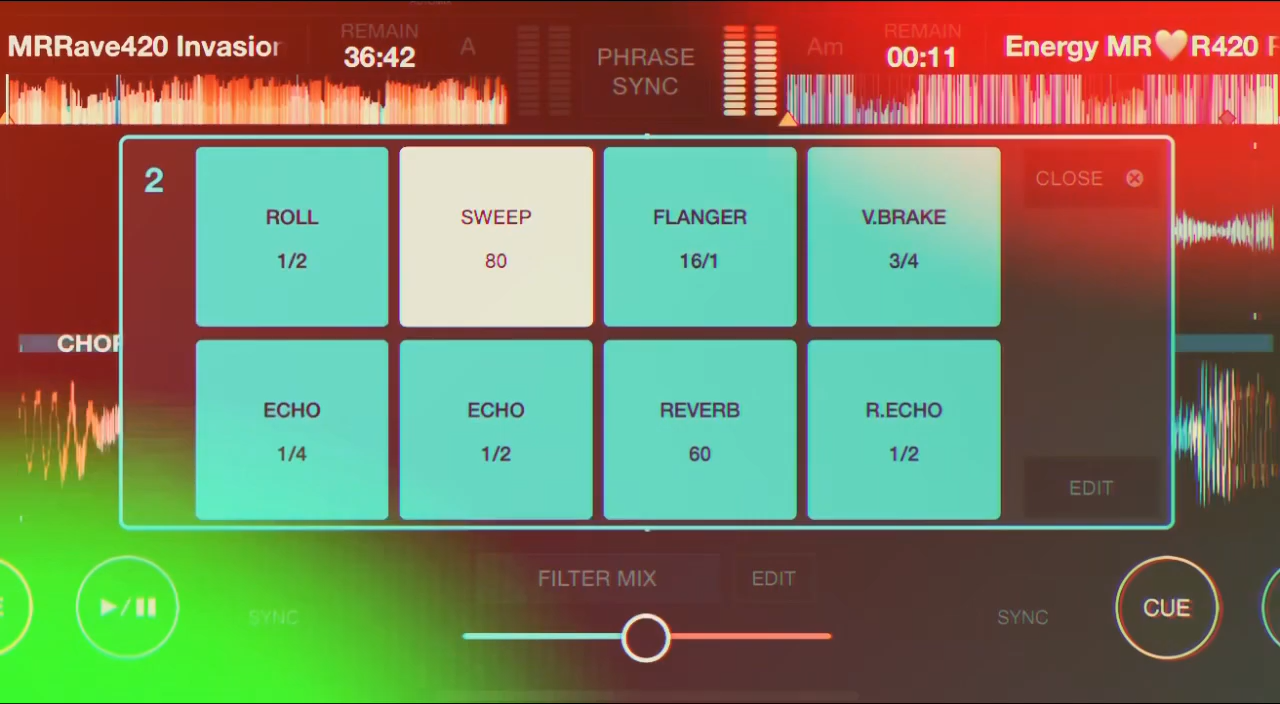 MRRave420 Invasion
REMAIN
36:42
A
PHRASE
SYNC
Am
REMAIN
00:11
Energy MR🤍R420
2
ROLL
1/2
SWEEP
80
FLANGER
16/1
V.BRAKE
3/4
CLOSE
CHOP
ECHO
1/4
ECHO
1/2
REVERB
60
R.ECHO
1/2
EDIT
FILTER MIX
EDIT
SYNC
SYNC
CUE